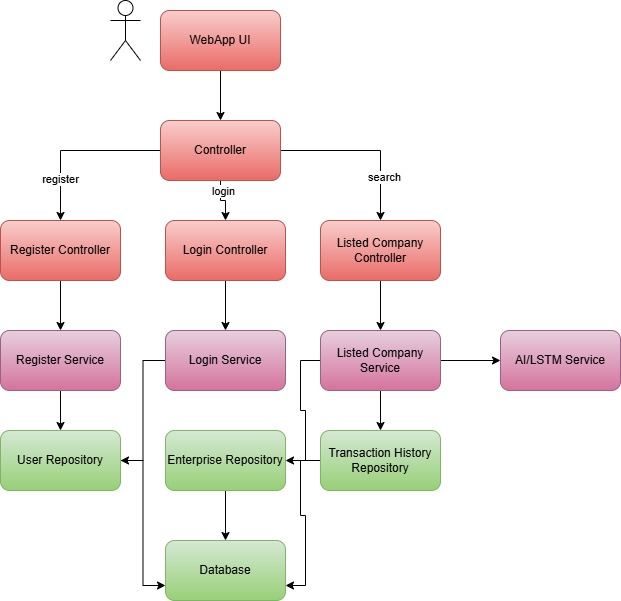 WebApp UI
Controller
register
login
search
Register Controller
Login Controller
Listed Company
Controller
Register Service
Login Service
Listed Company
Service
AI/LSTM Service
User Repository
Enterprise Repository
Transaction History
Repository
Database